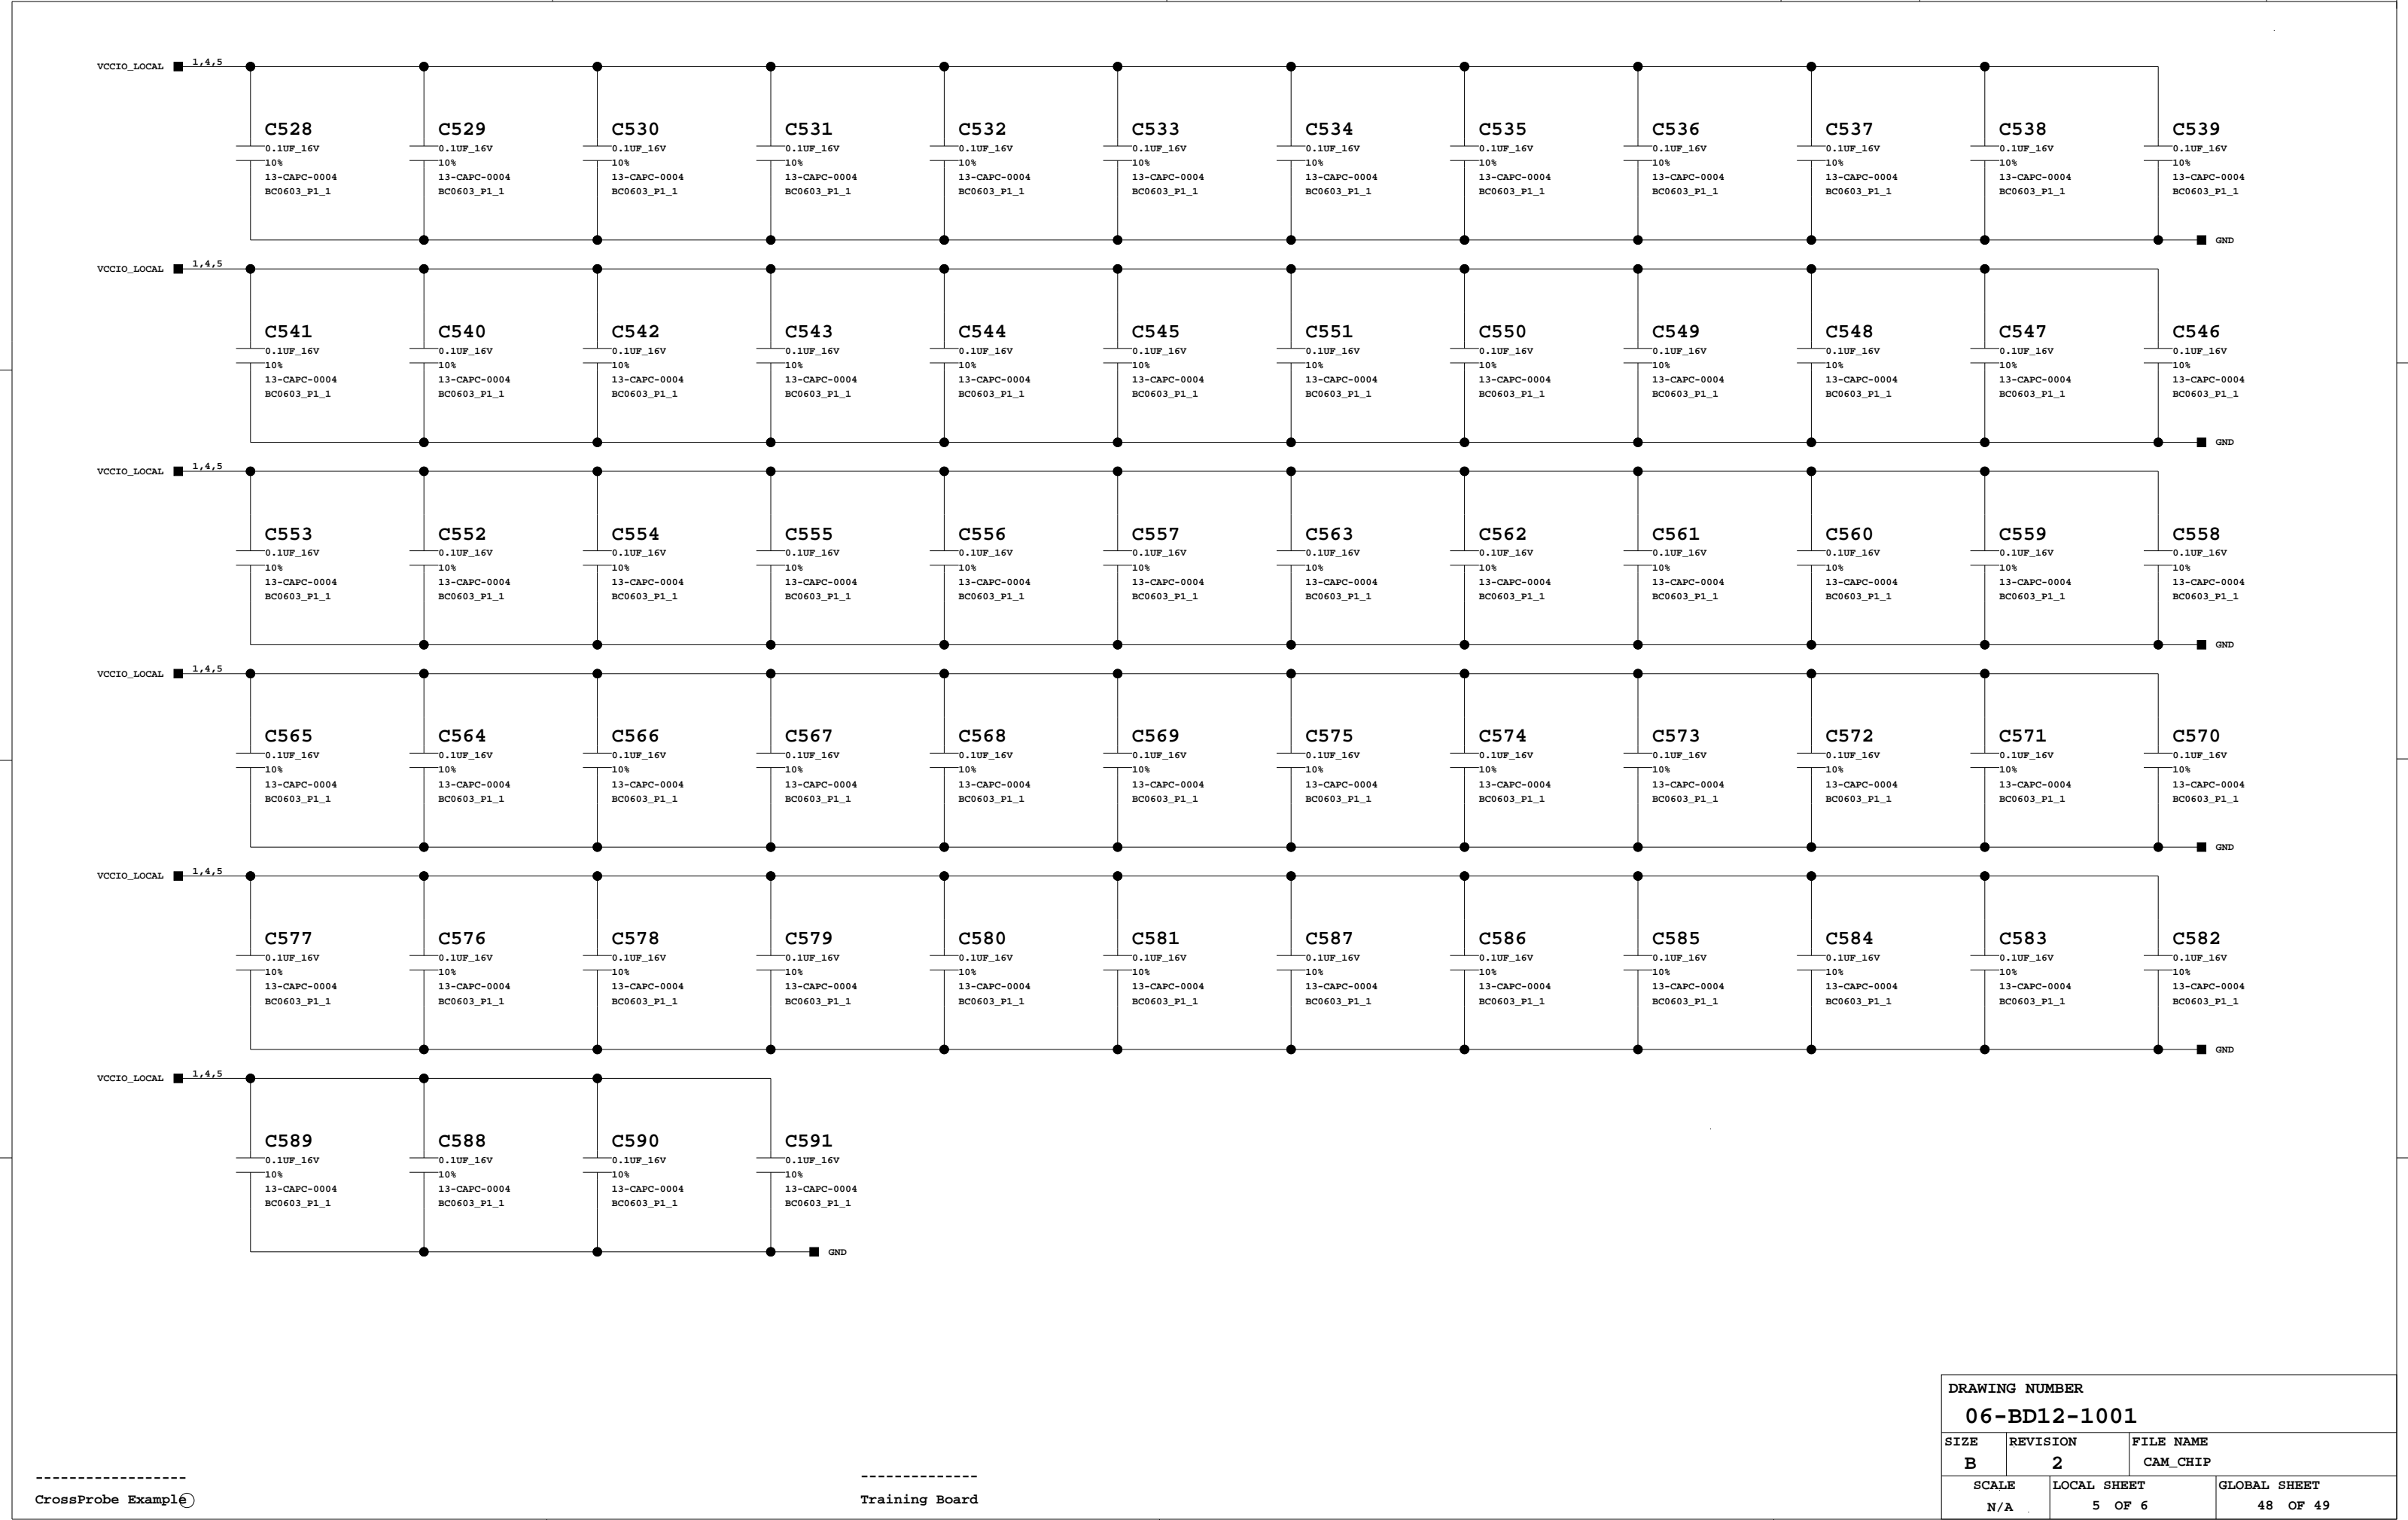 VCCIO_LOCAL 1,4,5
C528 C529 C530 C531 C532 C533 C534 C535 C536 C537 C538 C539
0.1UF_16V 0.1UF_16V 0.1UF_16V 0.1UF_16V 0.1UF_16V 0.1UF_16V 0.1UF_16V 0.1UF_16V 0.1UF_16V 0.1UF_16V 0.1UF_16V 0.1UF_16V
10% 10% 10% 10% 10% 10% 10% 10% 10% 10% 10% 10%
13-CAPC-0004 13-CAPC-0004 13-CAPC-0004 13-CAPC-0004 13-CAPC-0004 13-CAPC-0004 13-CAPC-0004 13-CAPC-0004 13-CAPC-0004 13-CAPC-0004 13-CAPC-0004 13-CAPC-0004
BC0603_P1_1 BC0603_P1_1 BC0603_P1_1 BC0603_P1_1 BC0603_P1_1 BC0603_P1_1 BC0603_P1_1 BC0603_P1_1 BC0603_P1_1 BC0603_P1_1 BC0603_P1_1 BC0603_P1_1
GND
VCCIO_LOCAL 1,4,5
C541 C540 C542 C543 C544 C545 C551 C550 C549 C548 C547 C546
0.1UF_16V 0.1UF_16V 0.1UF_16V 0.1UF_16V 0.1UF_16V 0.1UF_16V 0.1UF_16V 0.1UF_16V 0.1UF_16V 0.1UF_16V 0.1UF_16V 0.1UF_16V
10% 10% 10% 10% 10% 10% 10% 10% 10% 10% 10% 10%
13-CAPC-0004 13-CAPC-0004 13-CAPC-0004 13-CAPC-0004 13-CAPC-0004 13-CAPC-0004 13-CAPC-0004 13-CAPC-0004 13-CAPC-0004 13-CAPC-0004 13-CAPC-0004 13-CAPC-0004
BC0603_P1_1 BC0603_P1_1 BC0603_P1_1 BC0603_P1_1 BC0603_P1_1 BC0603_P1_1 BC0603_P1_1 BC0603_P1_1 BC0603_P1_1 BC0603_P1_1 BC0603_P1_1 BC0603_P1_1
GND
VCCIO_LOCAL 1,4,5
C553 C552 C554 C555 C556 C557 C563 C562 C561 C560 C559 C558
0.1UF_16V 0.1UF_16V 0.1UF_16V 0.1UF_16V 0.1UF_16V 0.1UF_16V 0.1UF_16V 0.1UF_16V 0.1UF_16V 0.1UF_16V 0.1UF_16V 0.1UF_16V
10% 10% 10% 10% 10% 10% 10% 10% 10% 10% 10% 10%
13-CAPC-0004 13-CAPC-0004 13-CAPC-0004 13-CAPC-0004 13-CAPC-0004 13-CAPC-0004 13-CAPC-0004 13-CAPC-0004 13-CAPC-0004 13-CAPC-0004 13-CAPC-0004 13-CAPC-0004
BC0603_P1_1 BC0603_P1_1 BC0603_P1_1 BC0603_P1_1 BC0603_P1_1 BC0603_P1_1 BC0603_P1_1 BC0603_P1_1 BC0603_P1_1 BC0603_P1_1 BC0603_P1_1 BC0603_P1_1
GND
VCCIO_LOCAL 1,4,5
C565 C564 C566 C567 C568 C569 C575 C574 C573 C572 C571 C570
0.1UF_16V 0.1UF_16V 0.1UF_16V 0.1UF_16V 0.1UF_16V 0.1UF_16V 0.1UF_16V 0.1UF_16V 0.1UF_16V 0.1UF_16V 0.1UF_16V 0.1UF_16V
10% 10% 10% 10% 10% 10% 10% 10% 10% 10% 10% 10%
13-CAPC-0004 13-CAPC-0004 13-CAPC-0004 13-CAPC-0004 13-CAPC-0004 13-CAPC-0004 13-CAPC-0004 13-CAPC-0004 13-CAPC-0004 13-CAPC-0004 13-CAPC-0004 13-CAPC-0004
BC0603_P1_1 BC0603_P1_1 BC0603_P1_1 BC0603_P1_1 BC0603_P1_1 BC0603_P1_1 BC0603_P1_1 BC0603_P1_1 BC0603_P1_1 BC0603_P1_1 BC0603_P1_1 BC0603_P1_1
GND
VCCIO_LOCAL 1,4,5
C577 C576 C578 C579 C580 C581 C587 C586 C585 C584 C583 C582
0.1UF_16V 0.1UF_16V 0.1UF_16V 0.1UF_16V 0.1UF_16V 0.1UF_16V 0.1UF_16V 0.1UF_16V 0.1UF_16V 0.1UF_16V 0.1UF_16V 0.1UF_16V
10% 10% 10% 10% 10% 10% 10% 10% 10% 10% 10% 10%
13-CAPC-0004 13-CAPC-0004 13-CAPC-0004 13-CAPC-0004 13-CAPC-0004 13-CAPC-0004 13-CAPC-0004 13-CAPC-0004 13-CAPC-0004 13-CAPC-0004 13-CAPC-0004 13-CAPC-0004
BC0603_P1_1 BC0603_P1_1 BC0603_P1_1 BC0603_P1_1 BC0603_P1_1 BC0603_P1_1 BC0603_P1_1 BC0603_P1_1 BC0603_P1_1 BC0603_P1_1 BC0603_P1_1 BC0603_P1_1
GND
VCCIO_LOCAL 1,4,5
C589 C588 C590 C591
0.1UF_16V 0.1UF_16V 0.1UF_16V 0.1UF_16V
10% 10% 10% 10%
13-CAPC-0004 13-CAPC-0004 13-CAPC-0004 13-CAPC-0004
BC0603_P1_1 BC0603_P1_1 BC0603_P1_1 BC0603_P1_1
GND
DRAWING NUMBER
06-BD12-1001
SIZE REVISION FILE NAME
B 2 CAM_CHIP
SCALE LOCAL SHEET GLOBAL SHEET
N/A 5 OF 6 48 OF 49
------------------ --------------
CrossProbe Example Training Board